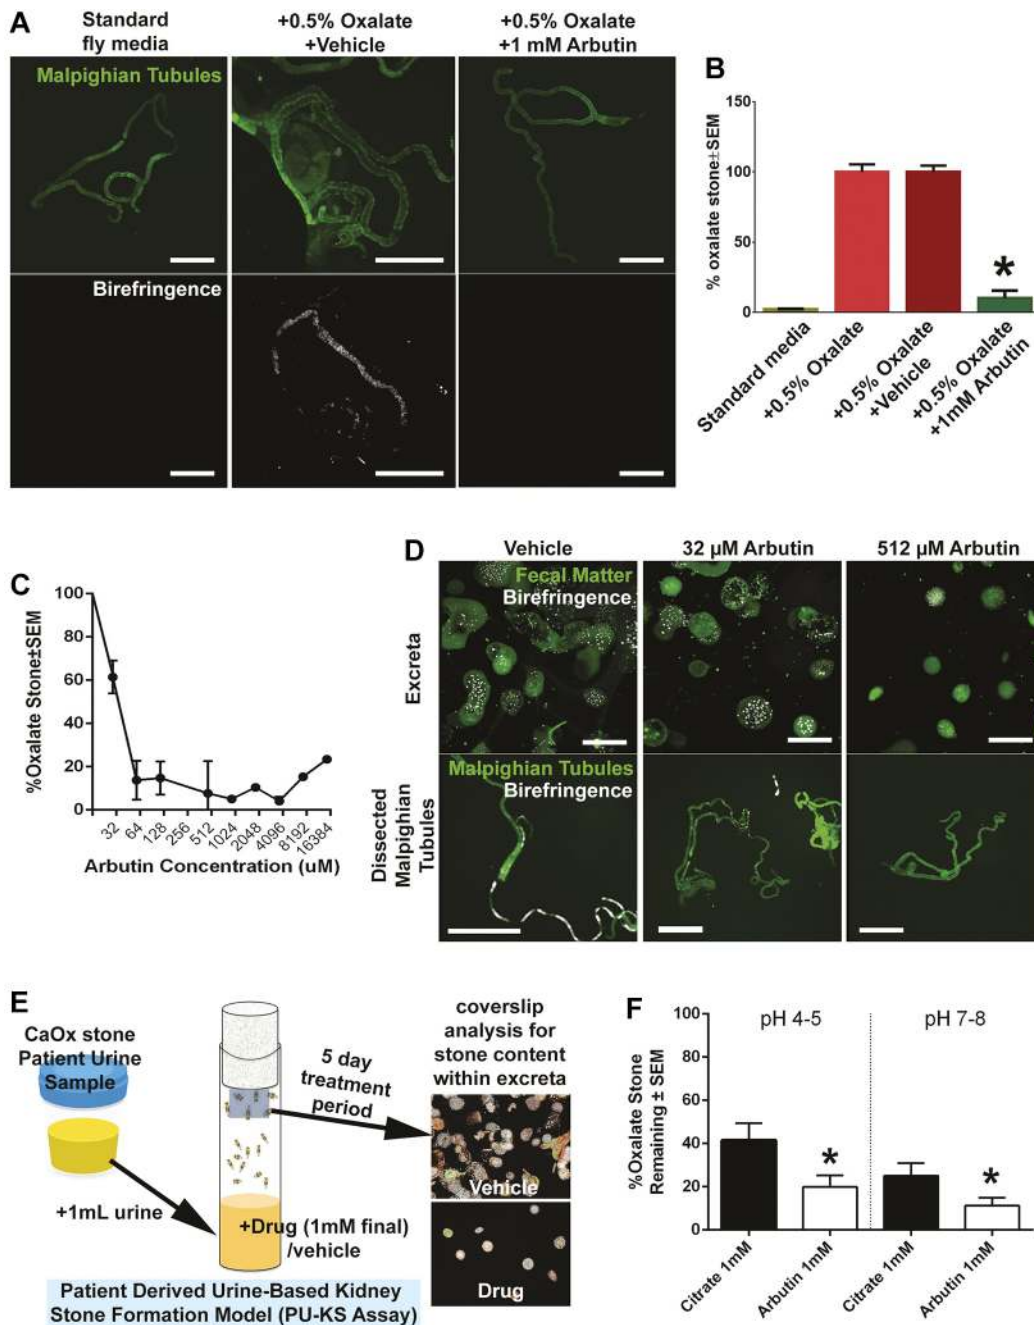 A
Standard
fly media
+0.5% Oxalate
+Vehicle
+0.5% Oxalate
+1 mM Arbutin
Malpighian Tubules
Birefringence
B
% oxalate stone±SEM
150
100
50
0
Standard media
+0.5% Oxalate
+0.5% Oxalate
+Vehicle
+0.5% Oxalate
+1mM Arbutin
*
C
%Oxalate Stone±SEM
100
80
60
40
20
0
32
64
128
256
512
1024
2048
4096
8192
16384
Arbutin Concentration (uM)
D
Vehicle
32 µM Arbutin
512 µM Arbutin
Excreta
Fecal Matter
Birefringence
Dissected
Malpighian
Tubules
Malpighian Tubules
Birefringence
E
CaOx stone
Patient Urine
Sample
+1mL urine
5 day
treatment
period
+Drug (1mM final)
/vehicle
coverslip
analysis for
stone content
within excreta
Vehicle
Drug
Patient Derived Urine-Based Kidney
Stone Formation Model (PU-KS Assay)
F
%Oxalate Stone
Remaining ± SEM
100
80
60
40
20
0
pH 4-5
pH 7-8
*
*
Citrate 1mM
Arbutin 1mM
Citrate 1mM
Arbutin 1mM